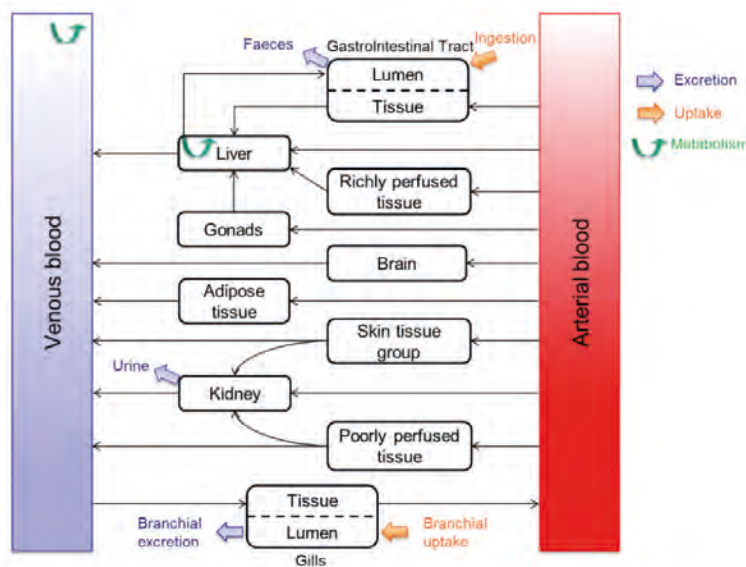 Faeces
GastroIntestinal Tract
Ingestion
Lumen
Tissue
Excretion
Uptake
Metabolism
Liver
Richly perfused
tissue
Gonads
Brain
Adipose
tissue
Skin tissue
group
Urine
Kidney
Poorly perfused
tissue
Venous blood
Arterial blood
Tissue
Lumen
Branchial
excretion
Branchial
uptake
Gills